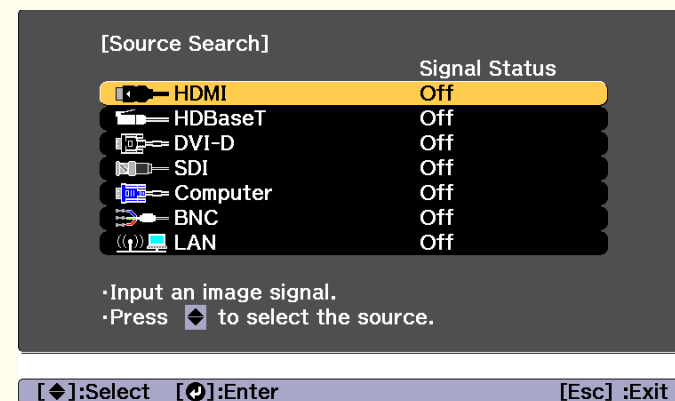 [Source Search]
Signal Status
HDMI Off
HDBaseT Off
DVI-D Off
SDI Off
Computer Off
BNC Off
LAN Off
·Input an image signal.
·Press to select the source.
[]:Select []:Enter [Esc] :Exit